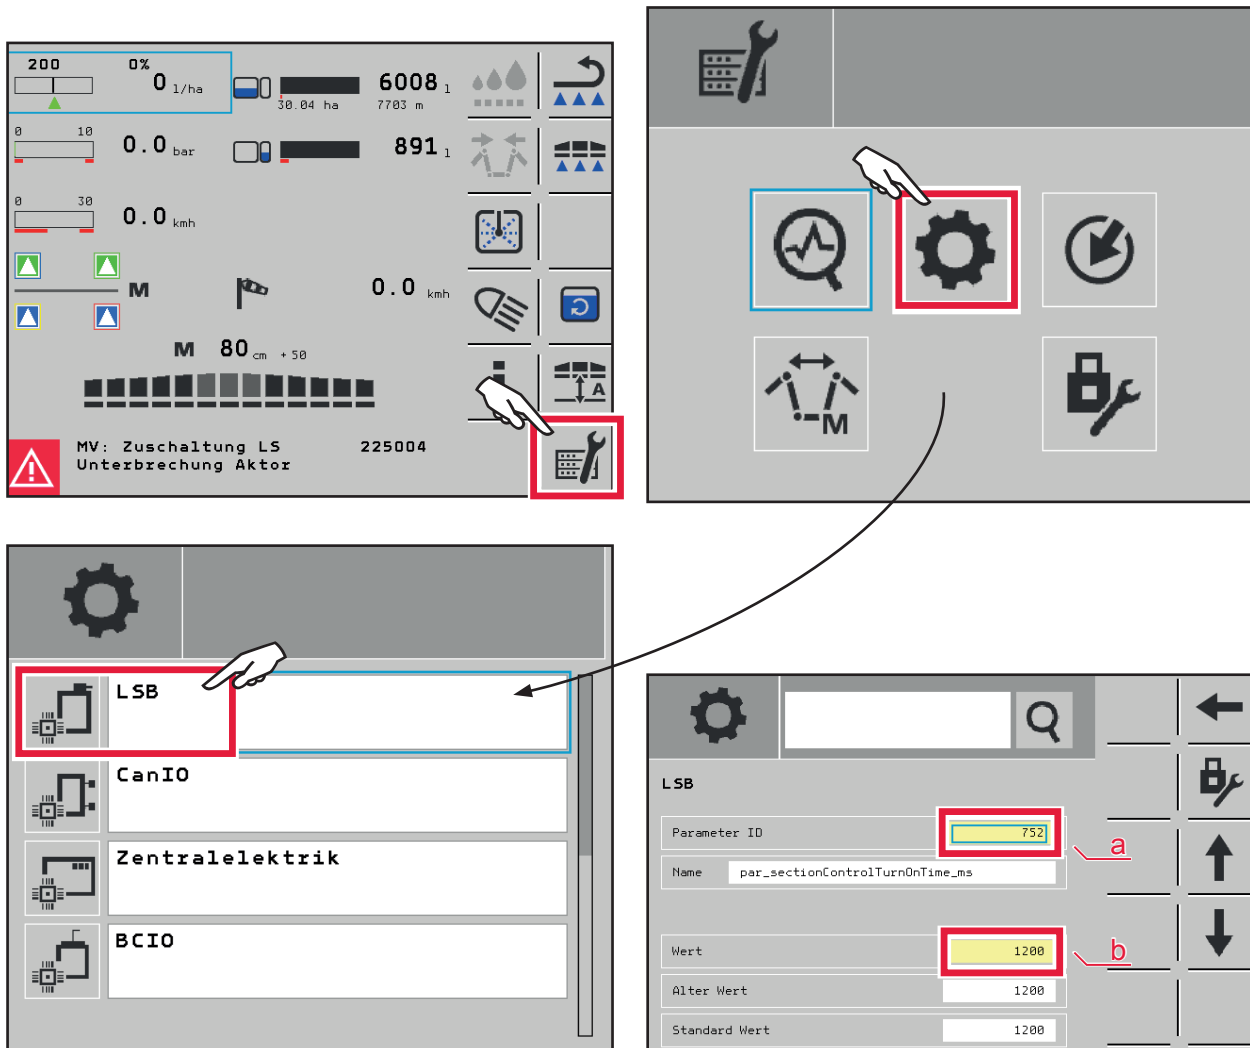 200 0%
0 l/ha
6008 l
30.04 ha 7703 m
0 10
0.0 bar
891 l
0 30
0.0 kmh
M
0.0 kmh
M 80 cm +50
A
MV: Zuschaltung LS 225004
Unterbrechung Aktor
M
LSB
CanIO
Zentralelektrik
BCIO
LSB
Parameter ID 752
a
Name par_sectionControlTurnOnTime_ms
Wert 1200
b
Alter Wert 1200
Standard Wert 1200